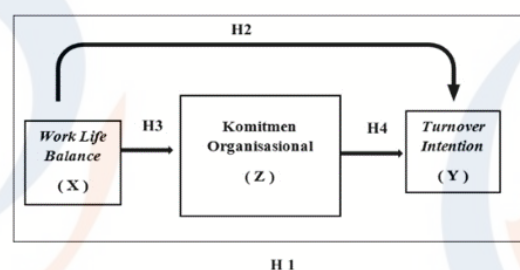 H2
Work Life
Balance
( X )
H3
Komitmen
Organisasional
( Z )
H4
Turnover
Intention
( Y )
H 1